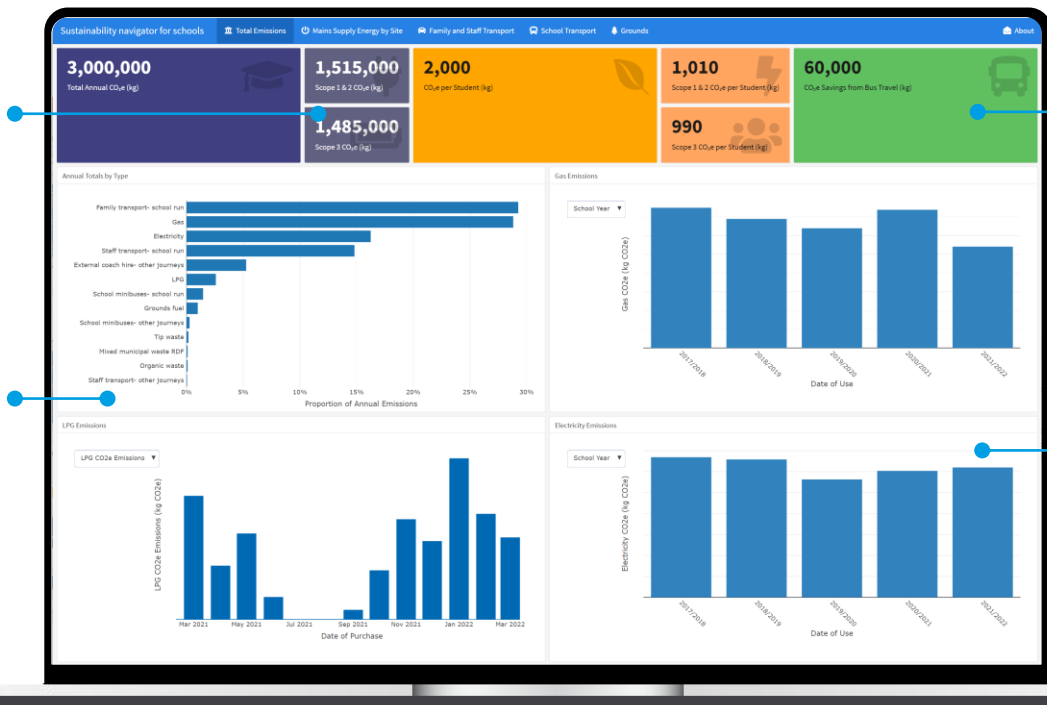 Sustainability navigator for schools
Total Emissions
Mains Supply Energy by Site
Family and Staff Transport
School Transport
Grounds
About
3,000,000
Total Annual CO₂e (kg)
1,515,000
Scope 1 & 2 CO₂e (kg)
1,485,000
Scope 3 CO₂e (kg)
2,000
CO₂e per Student (kg)
1,010
Scope 1 & 2 CO₂e per Student (kg)
990
Scope 3 CO₂e per Student (kg)
60,000
CO₂e Savings from Bus Travel (kg)
Annual Totals by Type
Family transport- school run
Gas
Electricity
Staff transport- school run
External coach hire- other journeys
LPG
School minibuses- school run
Grounds fuel
School minibuses- other journeys
Tip waste
Mixed municipal waste RDF
Organic waste
Staff transport- other journeys
0% 5% 10% 15% 20% 25% 30%
Proportion of Annual Emissions
Gas Emissions
School Year ▼
Gas CO2e (kg CO2e)
2017/2018 2018/2019 2019/2020 2020/2021 2021/2022
Date of Use
LPG Emissions
LPG CO2e Emissions ▼
LPG CO2e Emissions (kg CO2e)
Mar 2021 May 2021 Jul 2021 Sep 2021 Nov 2021 Jan 2022 Mar 2022
Date of Purchase
Electricity Emissions
School Year ▼
Electricity CO2e (kg CO2e)
2017/2018 2018/2019 2019/2020 2020/2021 2021/2022
Date of Use